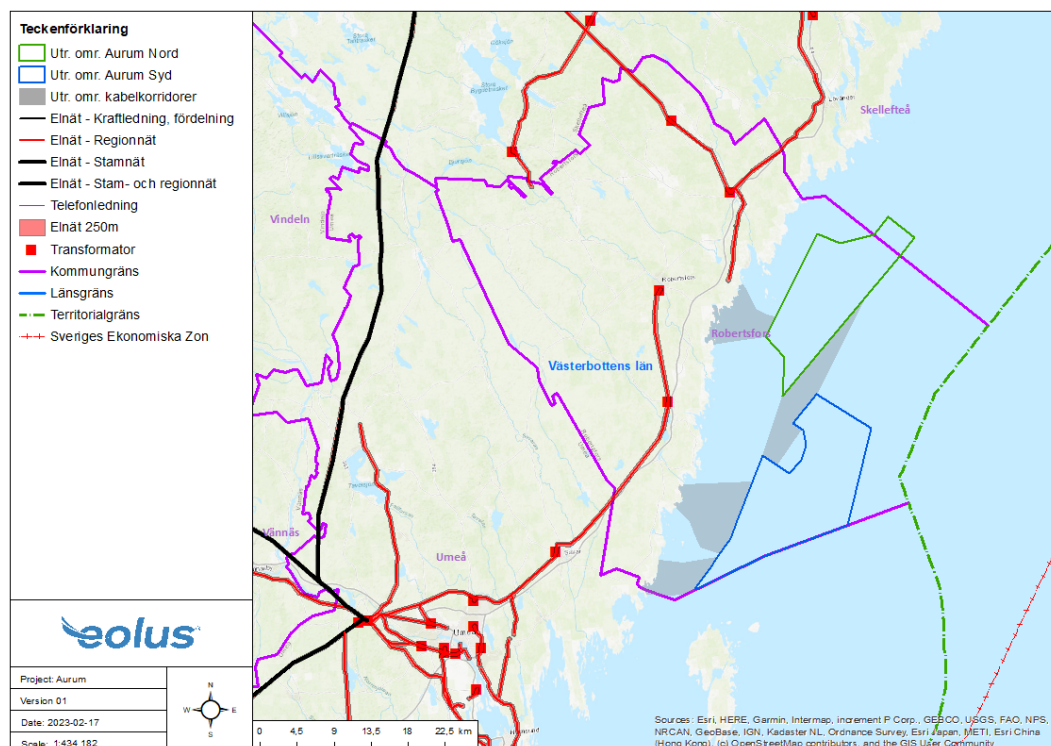 Teckenförklaring
Utr. omr. Aurum Nord
Utr. omr. Aurum Syd
Utr. omr. kabelkorridorer
Elnät - Kraftledning, fördelning
Elnät - Regionnät
Elnät - Stamnät
Elnät - Stam- och regionnät
Telefonledning
Elnät 250m
Transformator
Kommungräns
Länsgräns
Territorialgräns
Sveriges Ekonomiska Zon
eolus
Project: Aurum
Version 01
Date: 2023-02-17
Scale: 1:434 182
N
W
E
S
Skellefteå
Lövånger
Vindeln
Robertsfors
Västerbottens län
Vännäs
Umeå
0 4,5 9 13,5 18 22,5 km
Sources: Esri, HERE, Garmin, Intermap, increment P Corp., GEBCO, USGS, FAO, NPS,
NRCAN, GeoBase, IGN, Kadaster NL, Ordnance Survey, Esri Japan, METI, Esri China
(Hong Kong), (c) OpenStreetMap contributors, and the GIS User Community